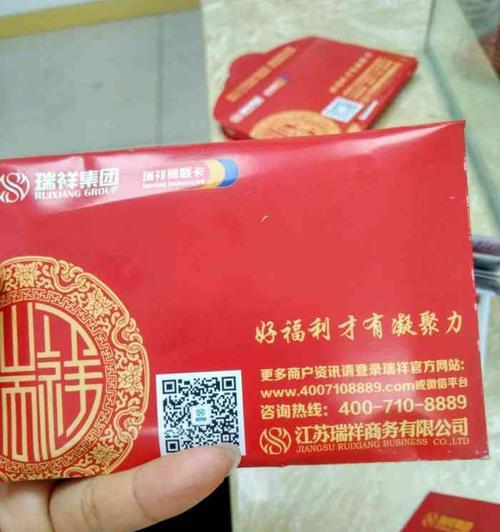 瑞祥集团
RUIXIANG GROUP
瑞祥商联卡
好福利才有凝聚力
更多商户资讯请登录瑞祥官方网站:
www.4007108889.com或微信平台
咨询热线: 400-710-8889
江苏瑞祥商务有限公司
JIANGSU RUIXIANG BUSINESS CO.,LTD